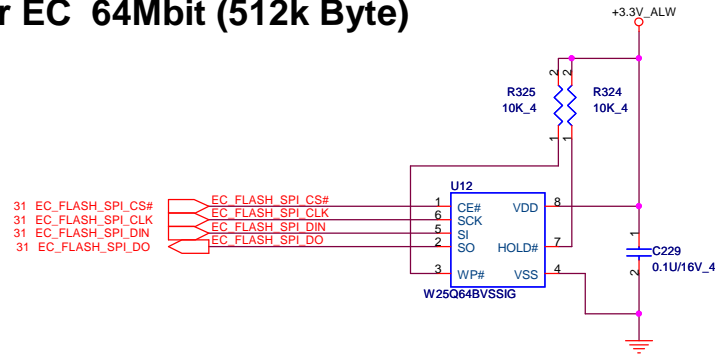 r EC 64Mbit (512k Byte)
+3.3V_ALW
2 2
R325 R324
10K_4 10K_4
1 1
U12
31 EC_FLASH_SPI_CS# EC_FLASH_SPI_CS# 1 CE# VDD 8
31 EC_FLASH_SPI_CLK EC_FLASH_SPI_CLK 6 SCK
31 EC_FLASH_SPI_DIN EC_FLASH_SPI_DIN 5 SI
31 EC_FLASH_SPI_DO EC_FLASH_SPI_DO 2 SO HOLD# 7
3 WP# VSS 4
W25Q64BVSSIG
1
C229
0.1U/16V_4
2